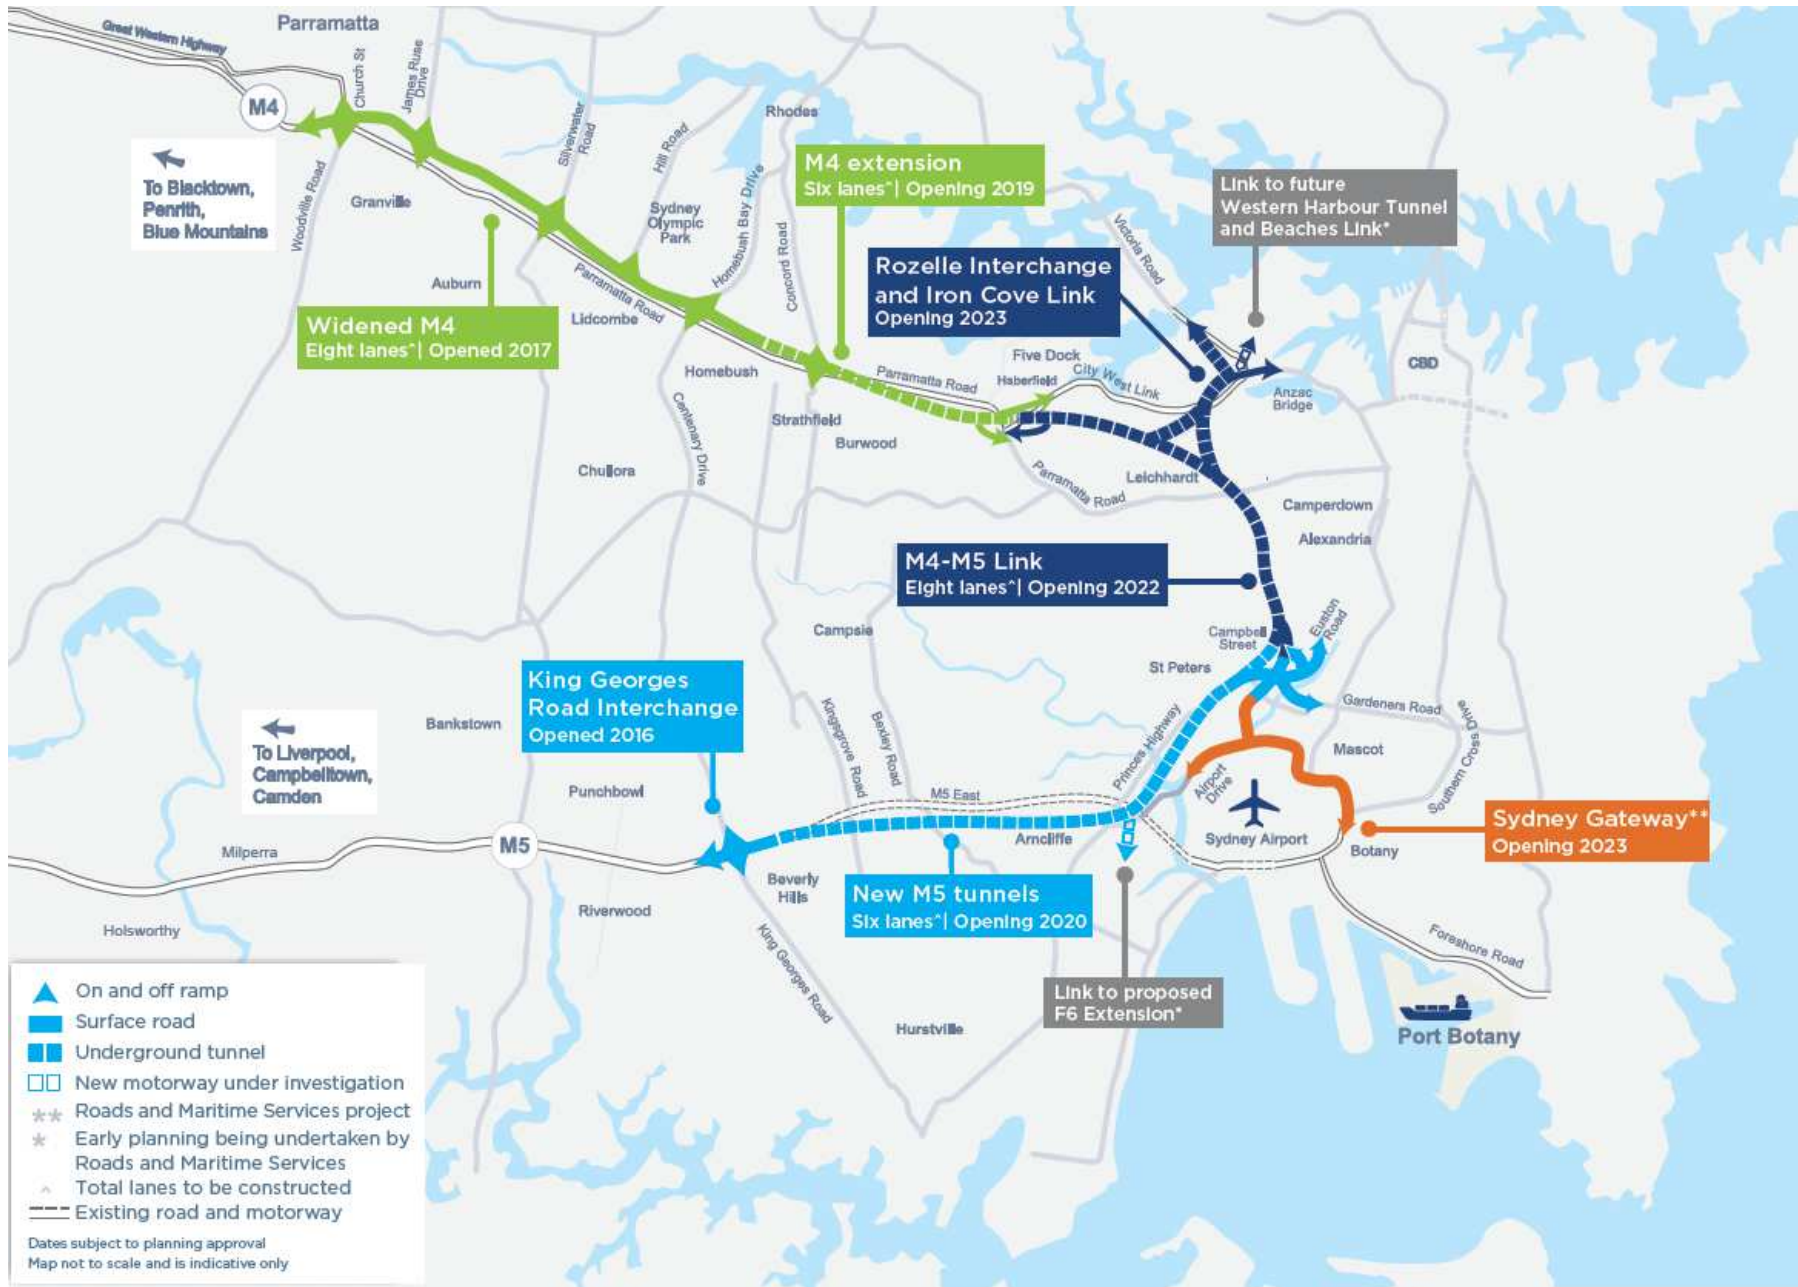 Parramatta
Great Western Highway
Church St
James Ruse
Drive
M4
To Blacktown,
Penrith,
Blue Mountains
Woodville Road
Granville
Silverwater
Road
Hill Road
Sydney
Olympic
Park
Homebush Bay Drive
Rhodes
Concord Road
M4 extension
Six lanes^| Opening 2019
Victoria Road
Link to future
Western Harbour Tunnel
and Beaches Link*
Rozelle Interchange
and Iron Cove Link
Opening 2023
Auburn
Parramatta Road
Widened M4
Eight lanes^| Opened 2017
Lidcombe
Homebush
Five Dock
Parramatta Road
Haberfield
City West Link
CBD
Anzac
Bridge
Centenary Drive
Strathfield
Burwood
Chullora
Parramatta Road
Leichhardt
Camperdown
Alexandria
M4-M5 Link
Eight lanes^| Opening 2022
Campsie
Campbell
Street
Euston
Road
St Peters
King Georges
Road Interchange
Opened 2016
Kingsgrove Road
Bexley Road
Princes Highway
Gardeners Road
Southern Cross Drive
Mascot
Bankstown
To Liverpool,
Campbelltown,
Camden
Punchbowl
M5 East
Airport
Drive
Sydney Gateway**
Opening 2023
Milperra
M5
Arncliffe
Sydney Airport
Botany
Beverly
Hills
New M5 tunnels
Six lanes^| Opening 2020
Riverwood
Holsworthy
King Georges Road
Foreshore Road
Link to proposed
F6 Extension*
Hurstville
Port Botany
On and off ramp
Surface road
Underground tunnel
New motorway under investigation
** Roads and Maritime Services project
* Early planning being undertaken by
Roads and Maritime Services
^ Total lanes to be constructed
Existing road and motorway
Dates subject to planning approval
Map not to scale and is indicative only